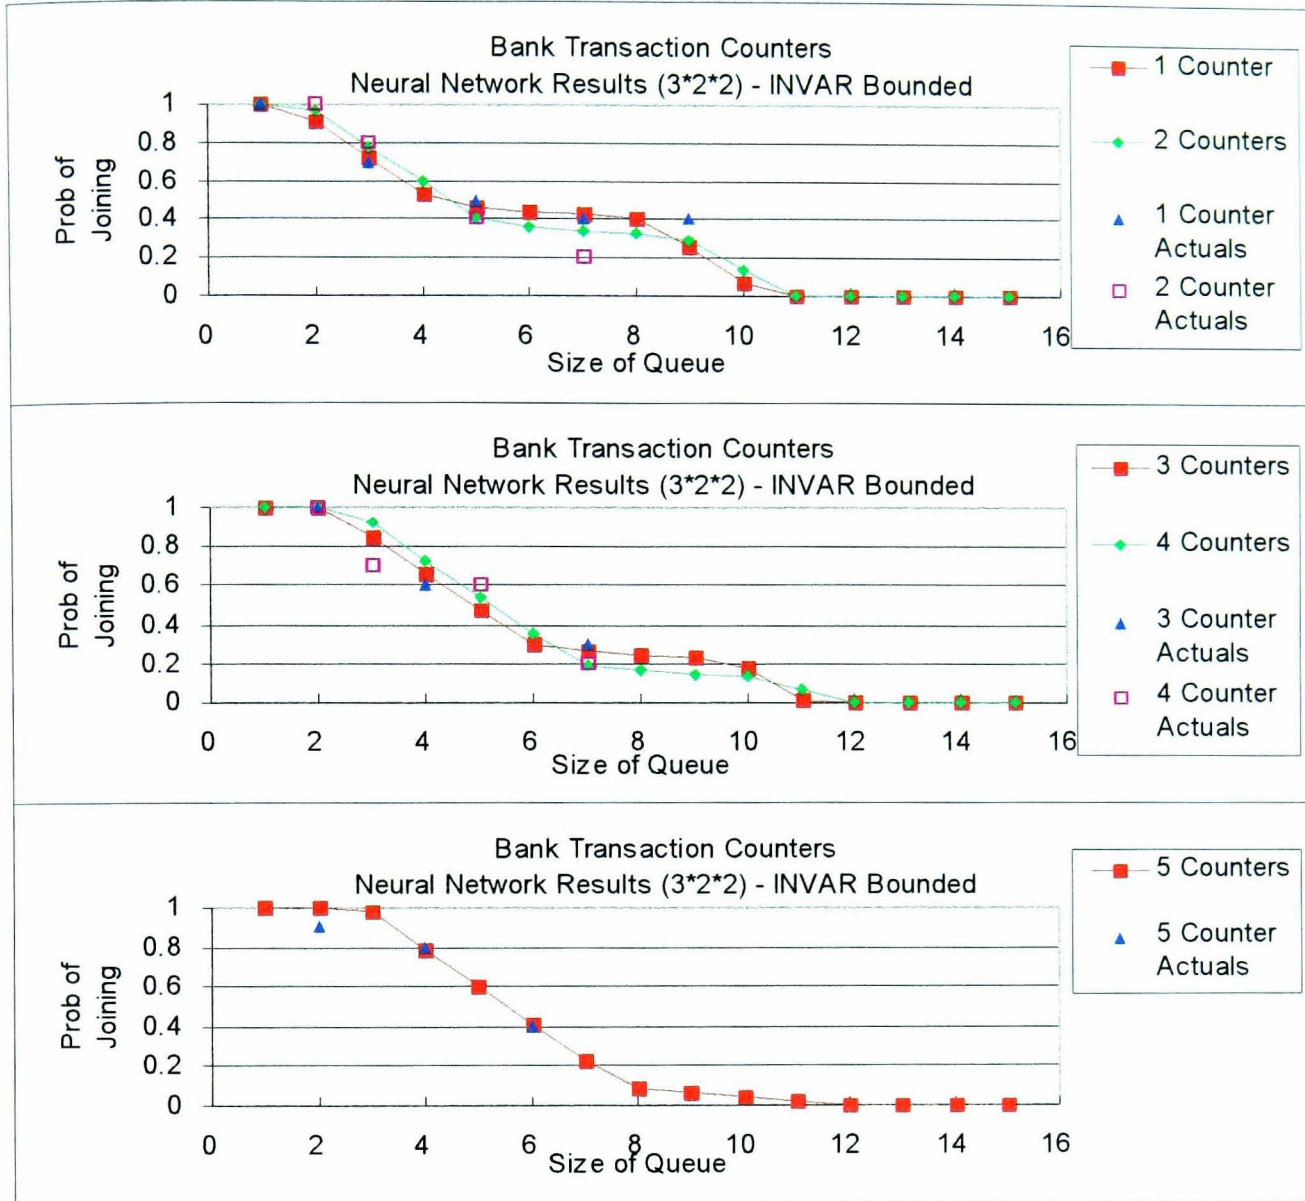 Bank Transaction Counters
Neural Network Results (3*2*2) - INVAR Bounded
Prob of
Joining
1
0.8
0.6
0.4
0.2
0
0 2 4 6 8 10 12 14 16
Size of Queue
1 Counter
2 Counters
1 Counter
Actuals
2 Counter
Actuals
Bank Transaction Counters
Neural Network Results (3*2*2) - INVAR Bounded
Prob of
Joining
1
0.8
0.6
0.4
0.2
0
0 2 4 6 8 10 12 14 16
Size of Queue
3 Counters
4 Counters
3 Counter
Actuals
4 Counter
Actuals
Bank Transaction Counters
Neural Network Results (3*2*2) - INVAR Bounded
Prob of
Joining
1
0.8
0.6
0.4
0.2
0
0 2 4 6 8 10 12 14 16
Size of Queue
5 Counters
5 Counter
Actuals